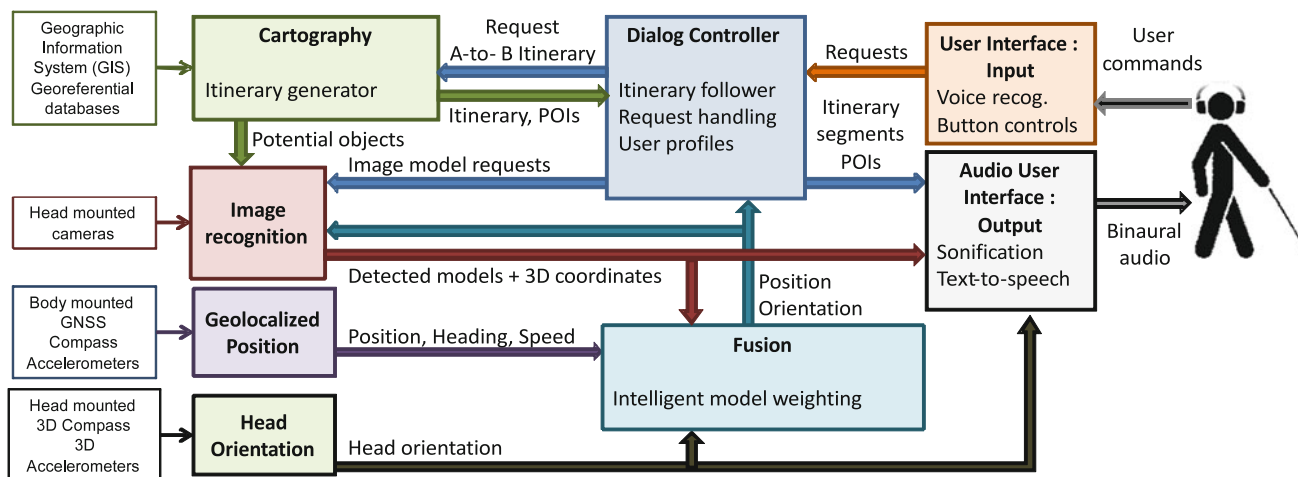 Geographic
Information
System (GIS)
Georeferential
databases
Cartography
Itinerary generator
Request
A-to- B Itinerary
Itinerary, POIs
Dialog Controller
Itinerary follower
Request handling
User profiles
Requests
User Interface :
Input
Voice recog.
Button controls
User
commands
Potential objects
Image model requests
Itinerary
segments
POIs
Head mounted
cameras
Image
recognition
Detected models + 3D coordinates
Audio User
Interface :
Output
Sonification
Text-to-speech
Binaural
audio
Body mounted
GNSS
Compass
Accelerometers
Geolocalized
Position
Position, Heading, Speed
Position
Orientation
Fusion
Intelligent model weighting
Head mounted
3D Compass
3D
Accelerometers
Head
Orientation
Head orientation